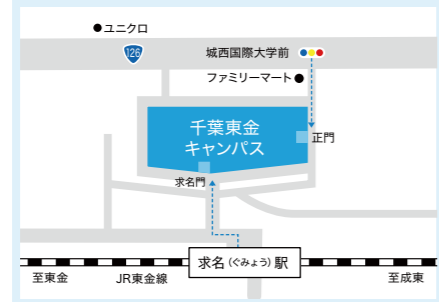 ●ユニクロ
126
城西国際大学前
ファミリーマート●
千葉東金
キャンパス
正門
求名門
求名(ぐみょう)駅
至東金
JR東金線
至成東